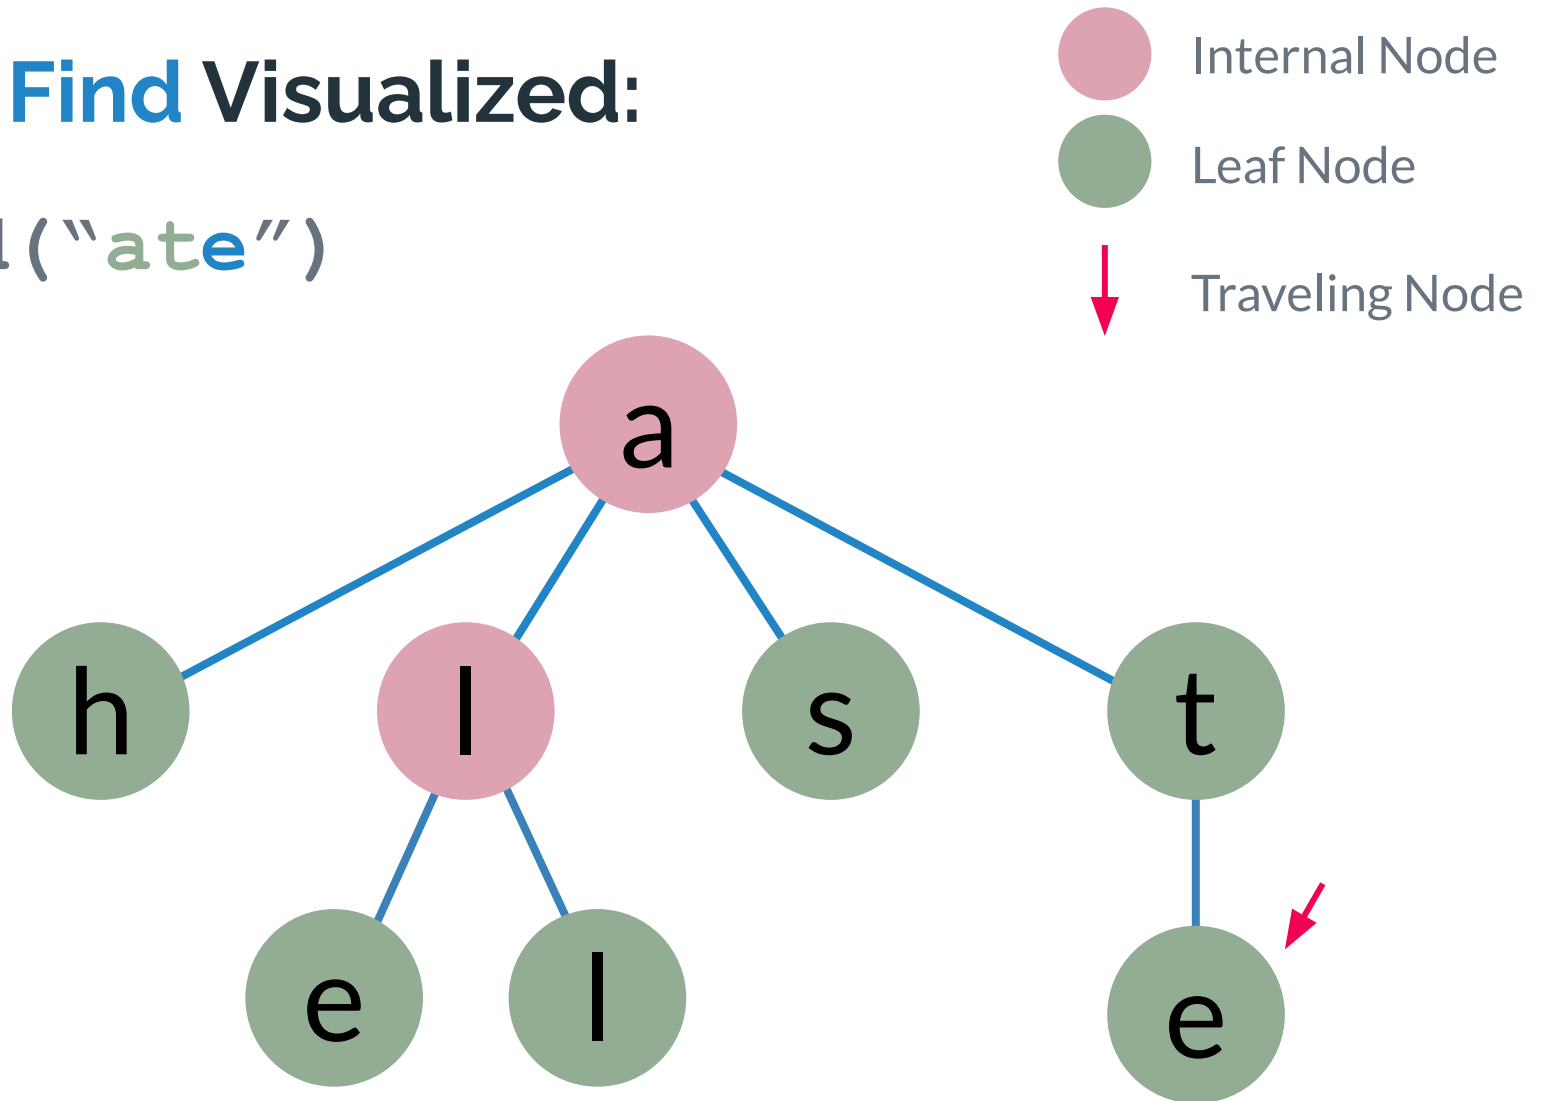 Find Visualized:
("ate")
Internal Node
Leaf Node
Traveling Node
a
h
l
s
t
e
l
e